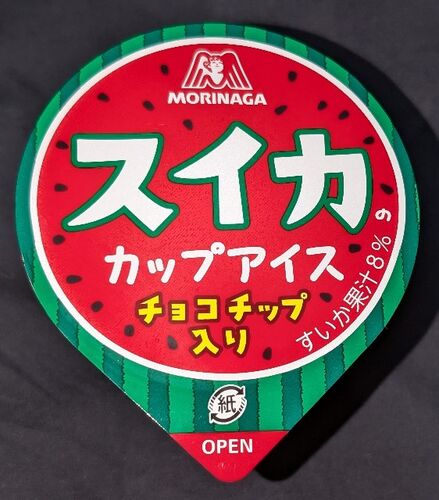 MORINAGA
スイカ
カップアイス
チョコチップ
入り
すいか果汁8%
9
紙
OPEN